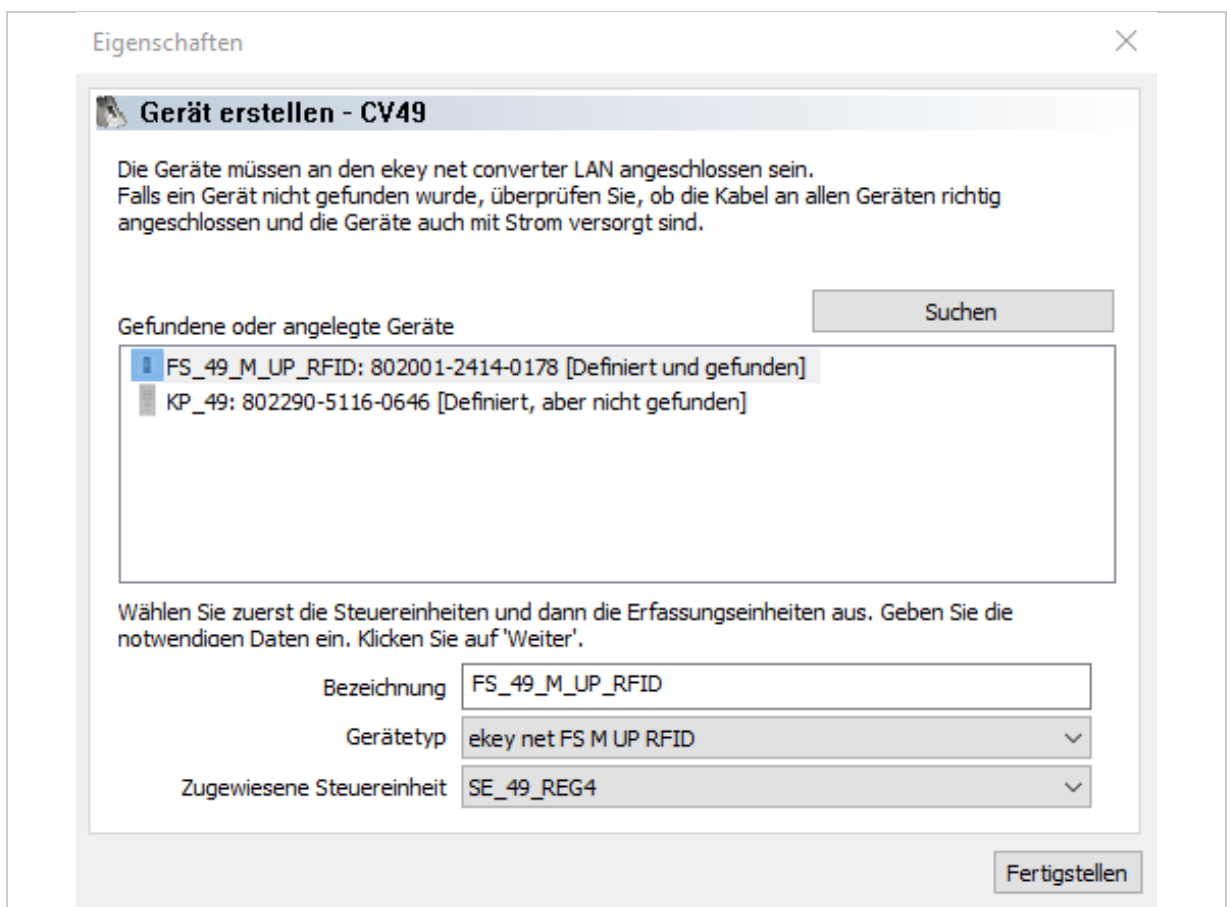 Eigenschaften
Gerät erstellen - CV49
Die Geräte müssen an den ekey net converter LAN angeschlossen sein.
Falls ein Gerät nicht gefunden wurde, überprüfen Sie, ob die Kabel an allen Geräten richtig
angeschlossen und die Geräte auch mit Strom versorgt sind.
Suchen
Gefundene oder angelegte Geräte
FS_49_M_UP_RFID: 802001-2414-0178 [Definiert und gefunden]
KP_49: 802290-5116-0646 [Definiert, aber nicht gefunden]
Wählen Sie zuerst die Steuereinheiten und dann die Erfassungseinheiten aus. Geben Sie die
notwendigen Daten ein. Klicken Sie auf 'Weiter'.
Bezeichnung FS_49_M_UP_RFID
Gerätetyp ekey net FS M UP RFID
Zugewiesene Steuereinheit SE_49_REG4
Fertigstellen